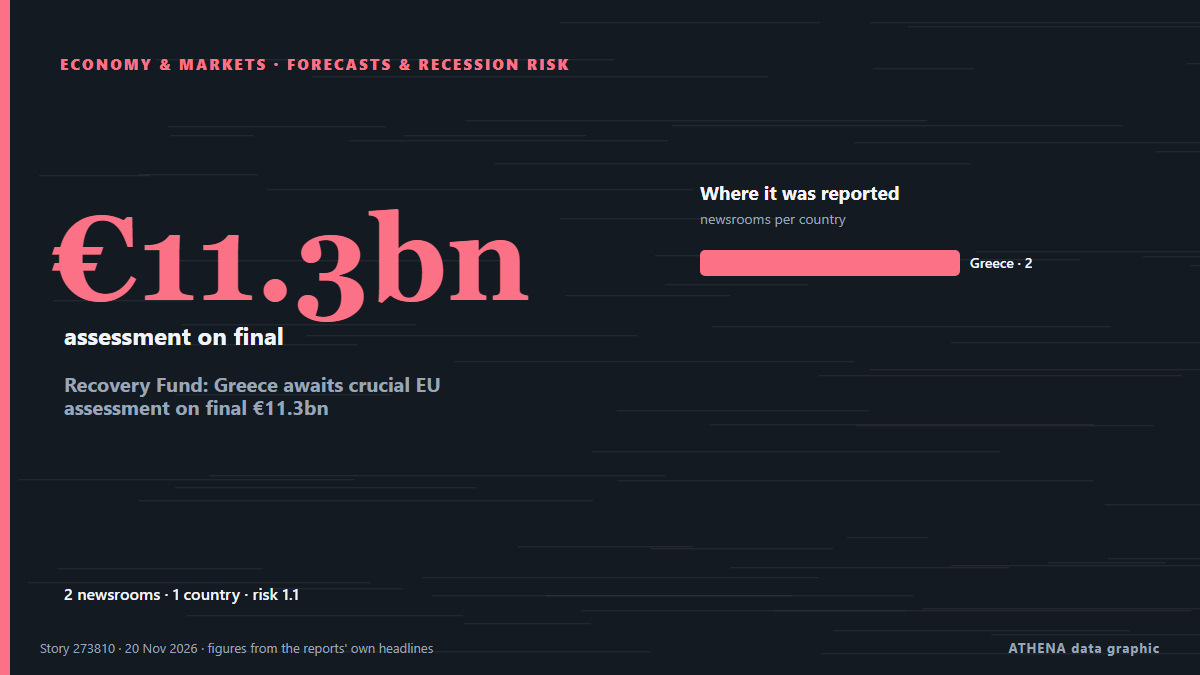 ECONOMY & MARKETS · FORECASTS & RECESSION RISK
€11.3bn
assessment on final
Recovery Fund: Greece awaits crucial EU
assessment on final €11.3bn
Where it was reported
newsrooms per country
Greece · 2
2 newsrooms · 1 country · risk 1.1
Story 273810 · 20 Nov 2026 · figures from the reports' own headlines
ATHENA data graphic